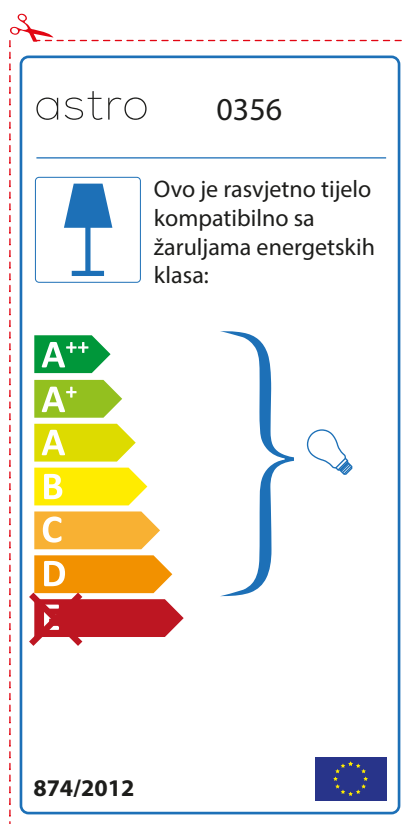 astro 0356
Ovo je rasvjetno tijelo
kompatibilno sa
žaruljama energetskih
klasa:
A++
A+
A
B
C
D
E
874/2012